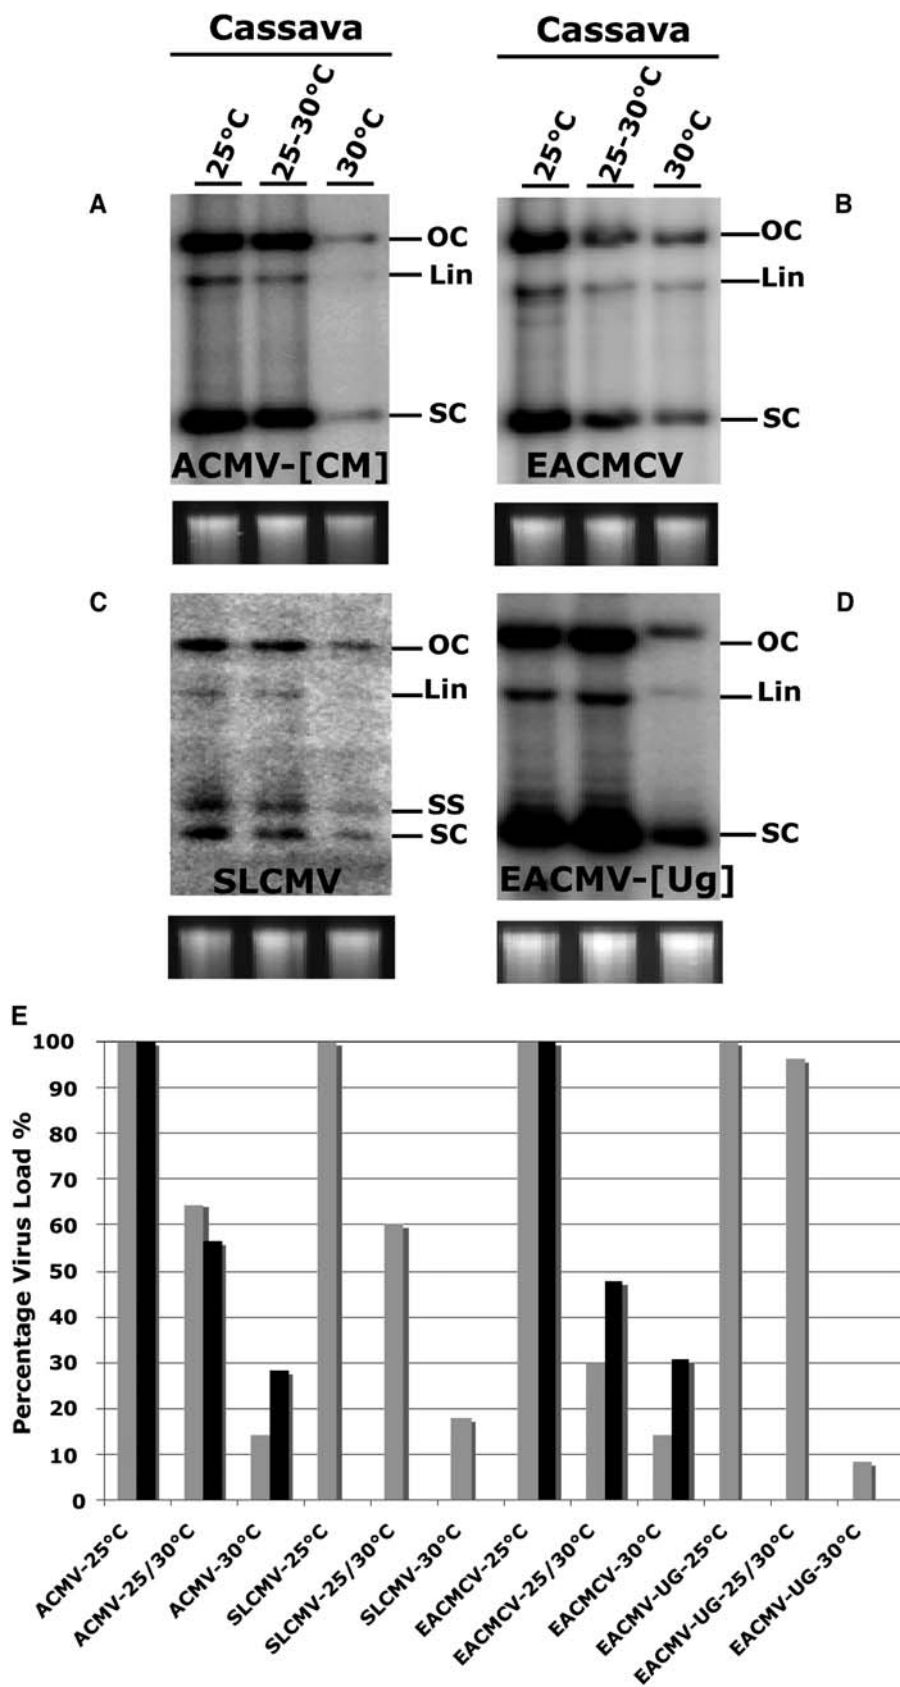 Cassava
Cassava
25°C
25-30°C
30°C
25°C
25-30°C
30°C
A
B
OC
Lin
SC
ACMV-[CM]
OC
Lin
SC
EACMCV
C
D
OC
Lin
SS
SC
SLCMV
OC
Lin
SC
EACMV-[Ug]
E
Percentage Virus Load %
100
90
80
70
60
50
40
30
20
10
0
ACMV-25°C
ACMV-25/30°C
ACMV-30°C
SLCMV-25°C
SLCMV-25/30°C
SLCMV-30°C
EACMCV-25°C
EACMCV-25/30°C
EACMCV-30°C
EACMV-UG-25°C
EACMV-UG-25/30°C
EACMV-UG-30°C